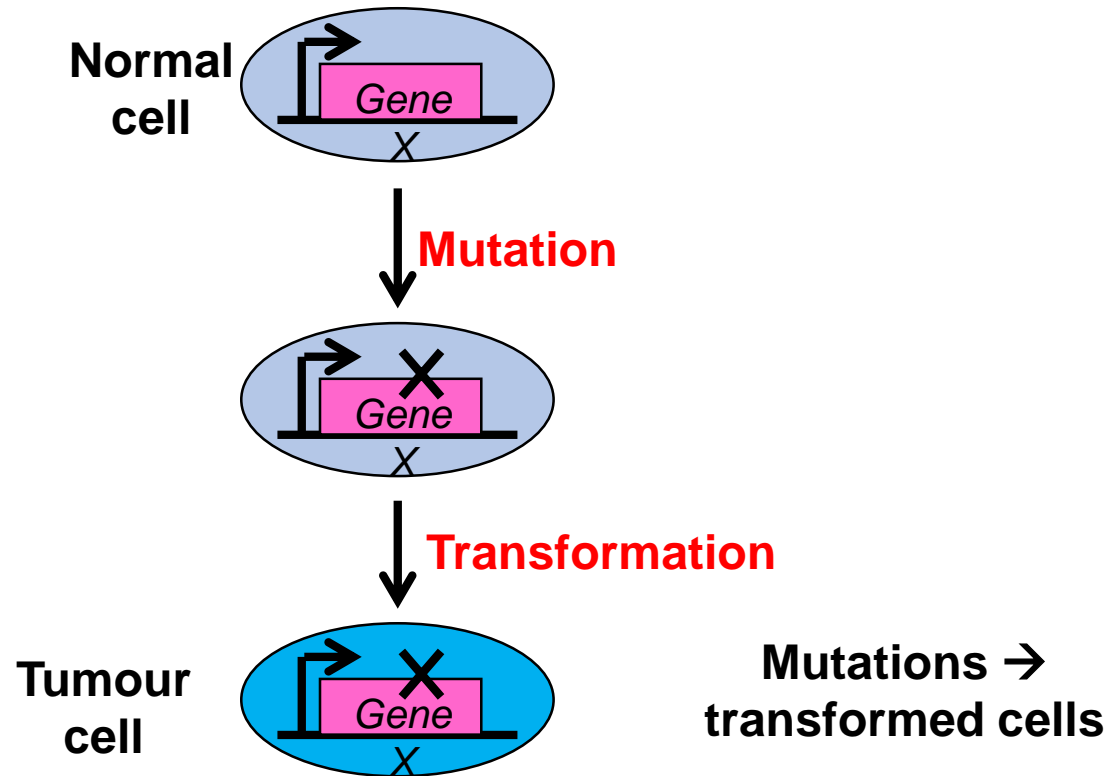 Normal
cell
Gene
X
Mutation
Gene
X
Transformation
Tumour
cell
Gene
X
Mutations →
transformed cells